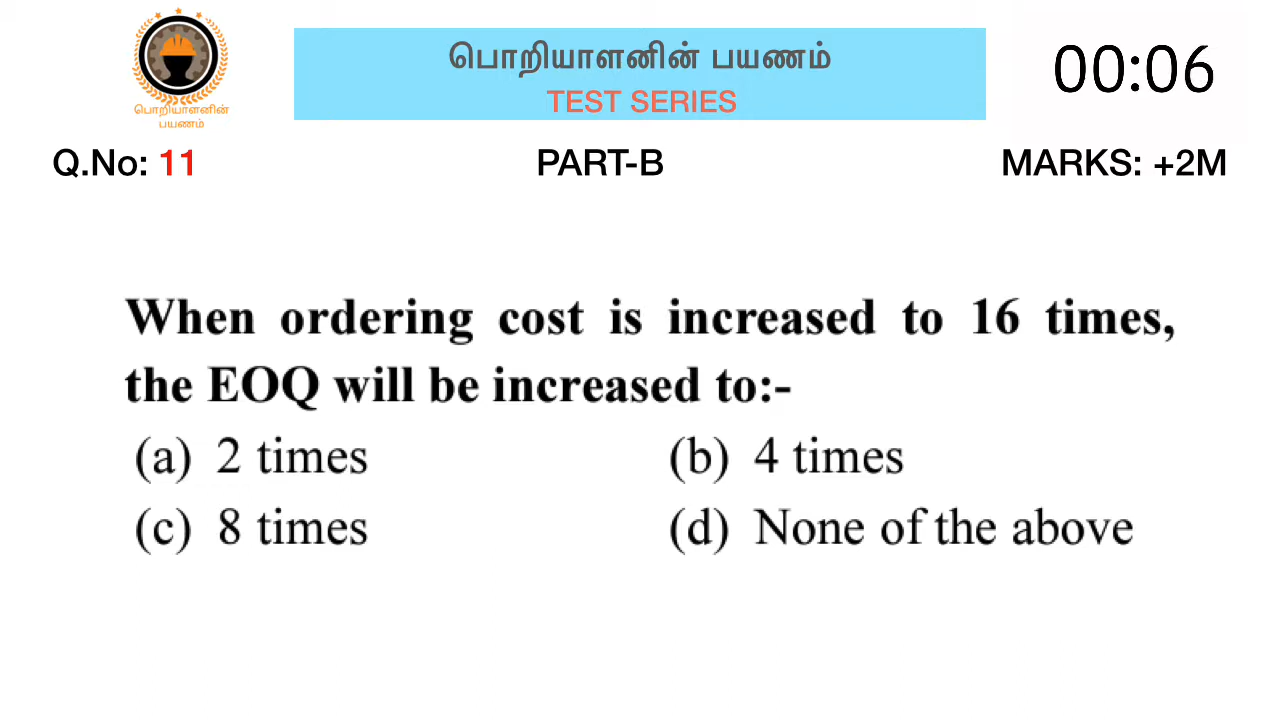 பொறியாளனின் பயணம்
TEST SERIES
00:06
பொறியாளனின்
பயணம்
Q.No: 11
PART-B
MARKS: +2M
When ordering cost is increased to 16 times,
the EOQ will be increased to:-
(a) 2 times
(b) 4 times
(c) 8 times
(d) None of the above